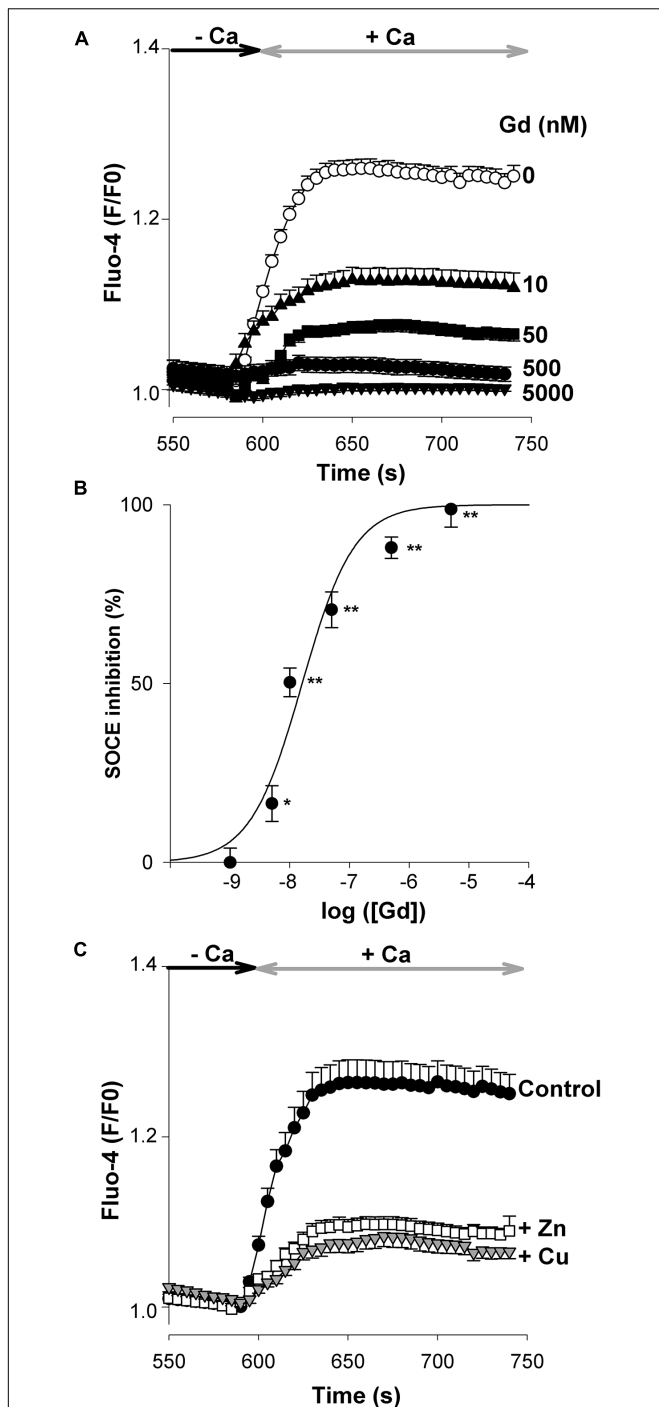 A
- Ca
+ Ca
1.4
Gd (nM)
0
1.2
10
50
500
1.0
5000
Fluo-4 (F/F0)
550 600 650 700 750
Time (s)
B
100
**
**
**
50
**
*
0
SOCE inhibition (%)
-9 -8 -7 -6 -5 -4
log ([Gd])
C
- Ca
+ Ca
1.4
Control
1.2
+ Zn
+ Cu
1.0
Fluo-4 (F/F0)
550 600 650 700 750
Time (s)